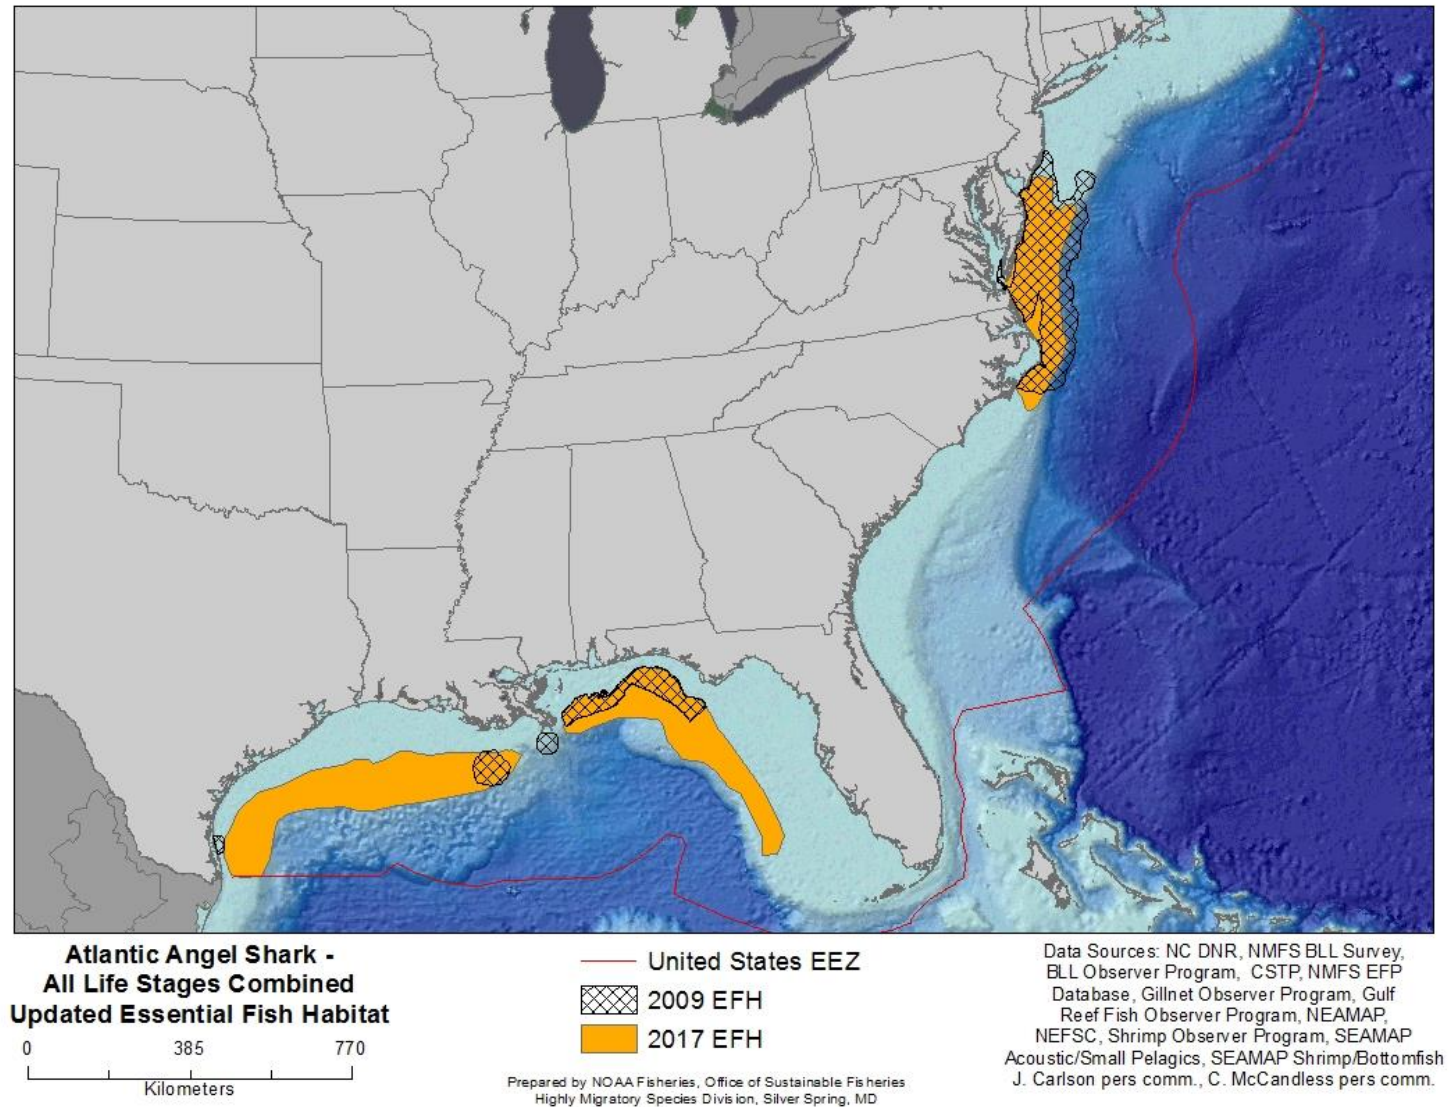 Atlantic Angel Shark -
All Life Stages Combined
Updated Essential Fish Habitat
0 385 770
Kilometers
United States EEZ
2009 EFH
2017 EFH
Prepared by NOAA Fisheries, Office of Sustainable Fisheries
Highly Migratory Species Division, Silver Spring, MD
Data Sources: NC DNR, NMFS BLL Survey,
BLL Observer Program, CSTP, NMFS EFP
Database, Gillnet Observer Program, Gulf
Reef Fish Observer Program, NEAMAP,
NEFSC, Shrimp Observer Program, SEAMAP
Acoustic/Small Pelagics, SEAMAP Shrimp/Bottomfish
J. Carlson pers comm., C. McCandless pers comm.